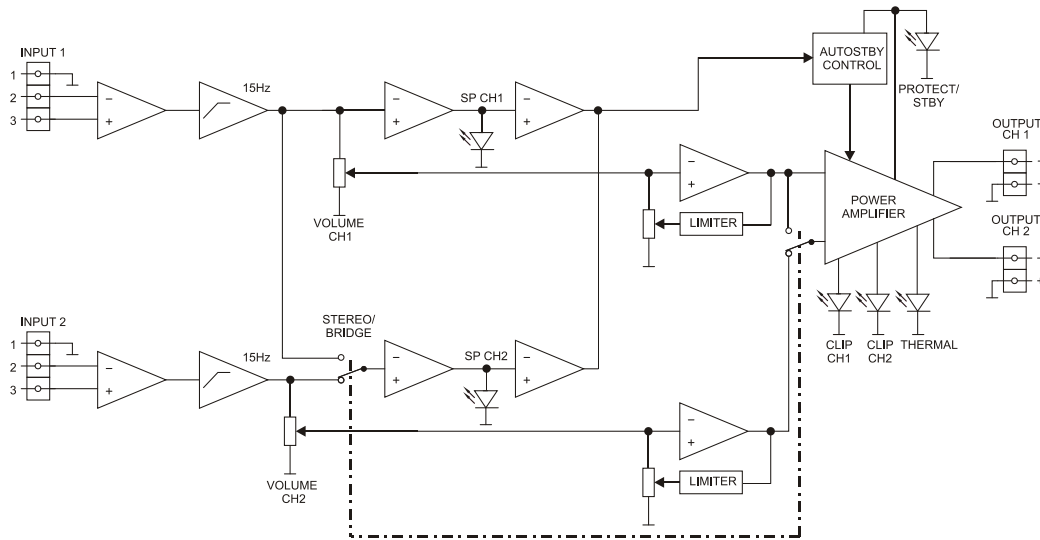 INPUT 1
1
2
3
−
+
15Hz
−
+
SP CH1
−
+
AUTOSTBY
CONTROL
PROTECT/
STBY
VOLUME
CH1
−
+
LIMITER
POWER
AMPLIFIER
OUTPUT
CH 1
OUTPUT
CH 2
CLIP
CH1
CLIP
CH2
THERMAL
INPUT 2
1
2
3
−
+
15Hz
STEREO/
BRIDGE
−
+
SP CH2
−
+
VOLUME
CH2
−
+
LIMITER